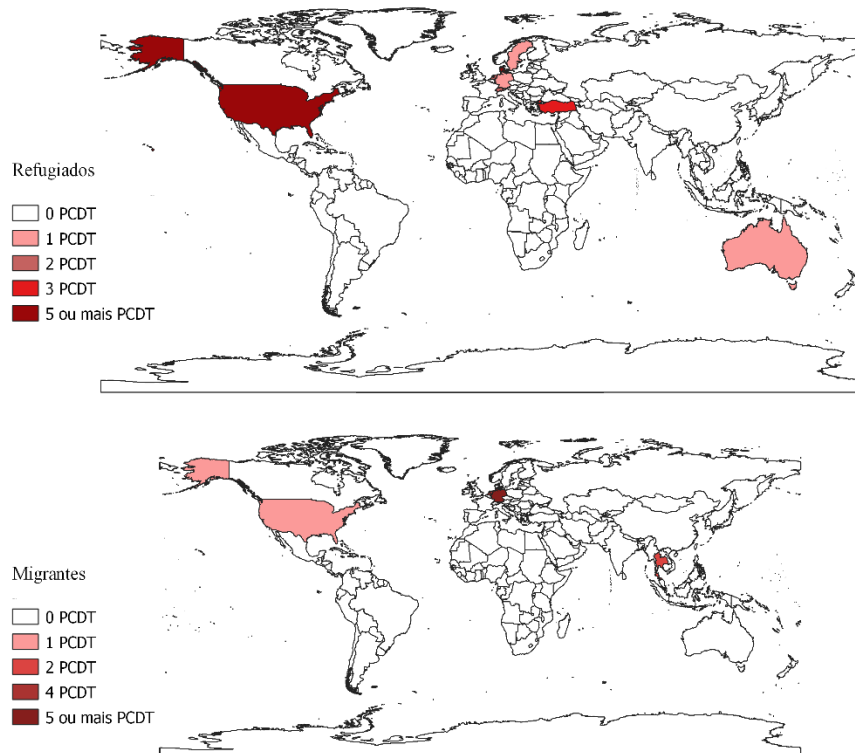 Refugiados
0 PCDT
1 PCDT
2 PCDT
3 PCDT
5 ou mais PCDT
Migrantes
0 PCDT
1 PCDT
2 PCDT
4 PCDT
5 ou mais PCDT